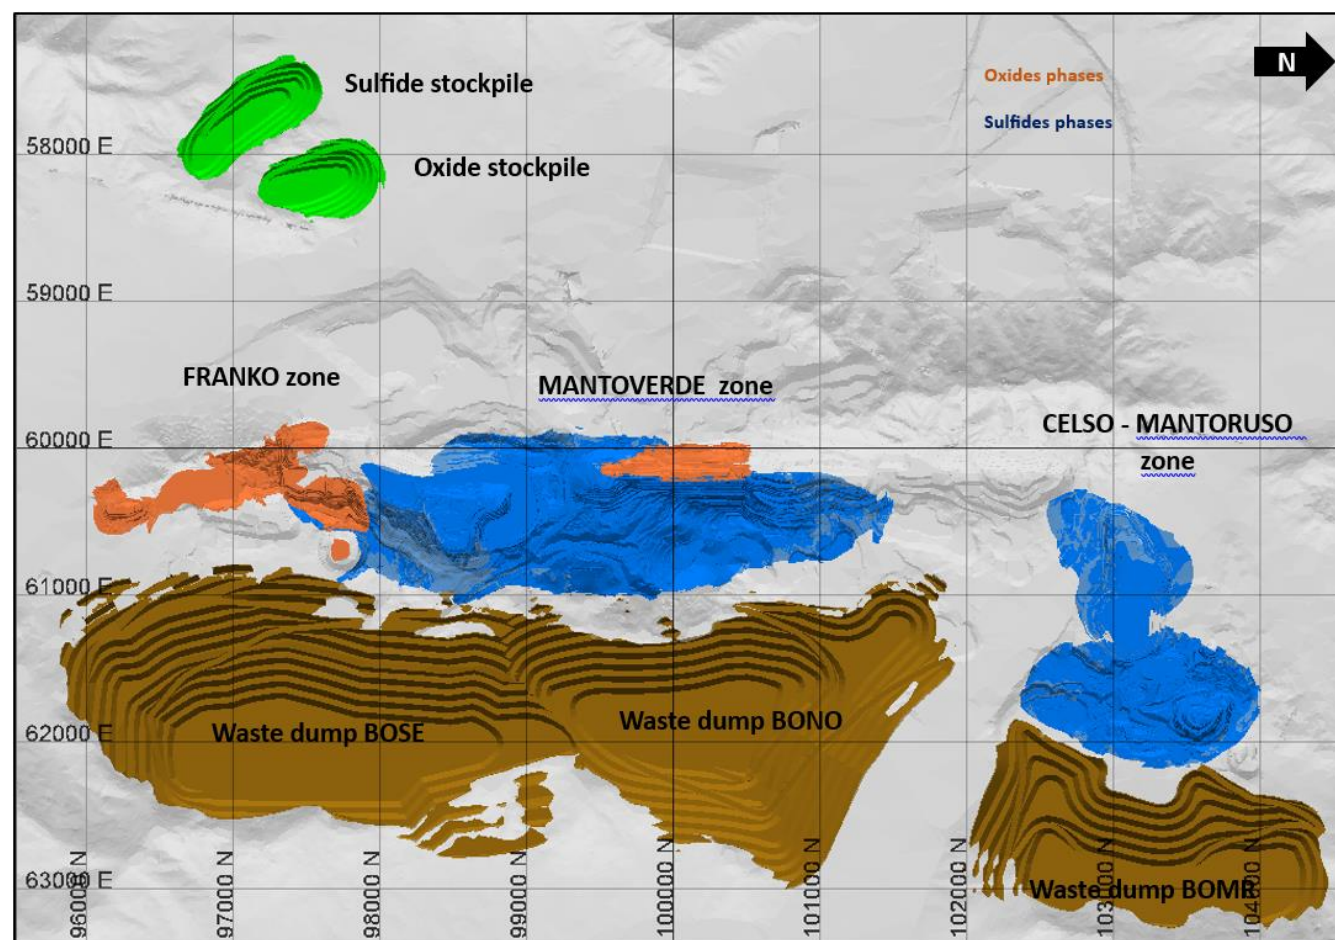 N
Oxides phases
Sulfide stockpile
Sulfides phases
58000 E
Oxide stockpile
59000 E
FRANKO zone
MANTOVERDE zone
CELSO - MANTORUSO
zone
60000 E
61000 E
Waste dump BONO
Waste dump BOSE
62000 E
63000 E
Waste dump BOMR
96000 N
97000 N
98000 N
99000 N
100000 N
101000 N
102000 N
103000 N
104000 N